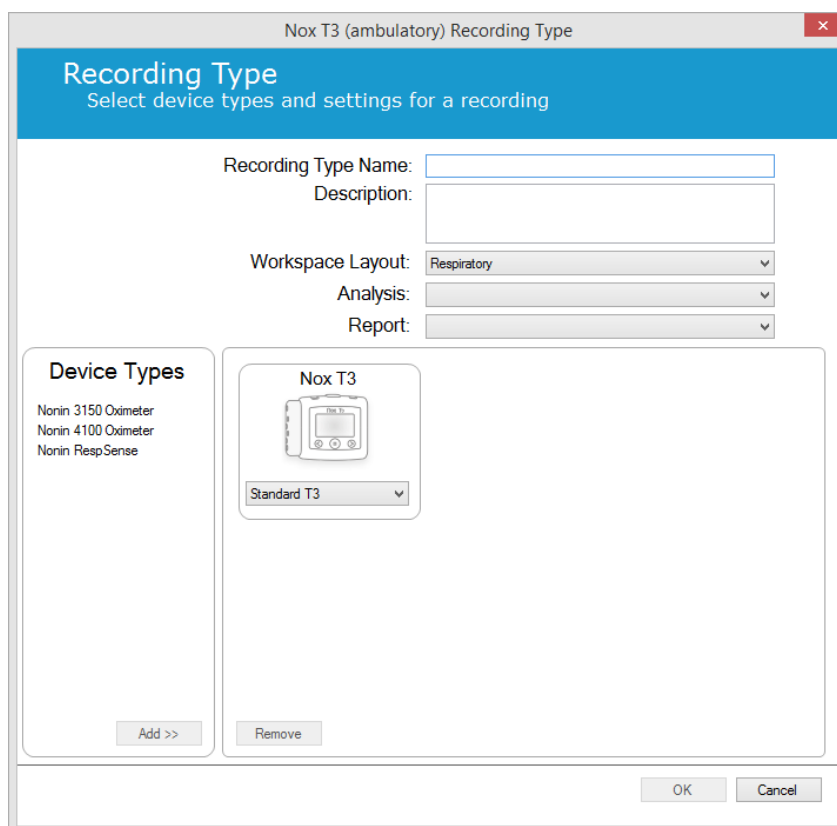 Nox T3 (ambulatory) Recording Type
Recording Type
Select device types and settings for a recording
Recording Type Name:
Description:
Workspace Layout: Respiratory
Analysis:
Report:
Device Types
Nonin 3150 Oximeter
Nonin 4100 Oximeter
Nonin RespSense
Add >>
Nox T3
Nox T3
Standard T3
Remove
OK Cancel